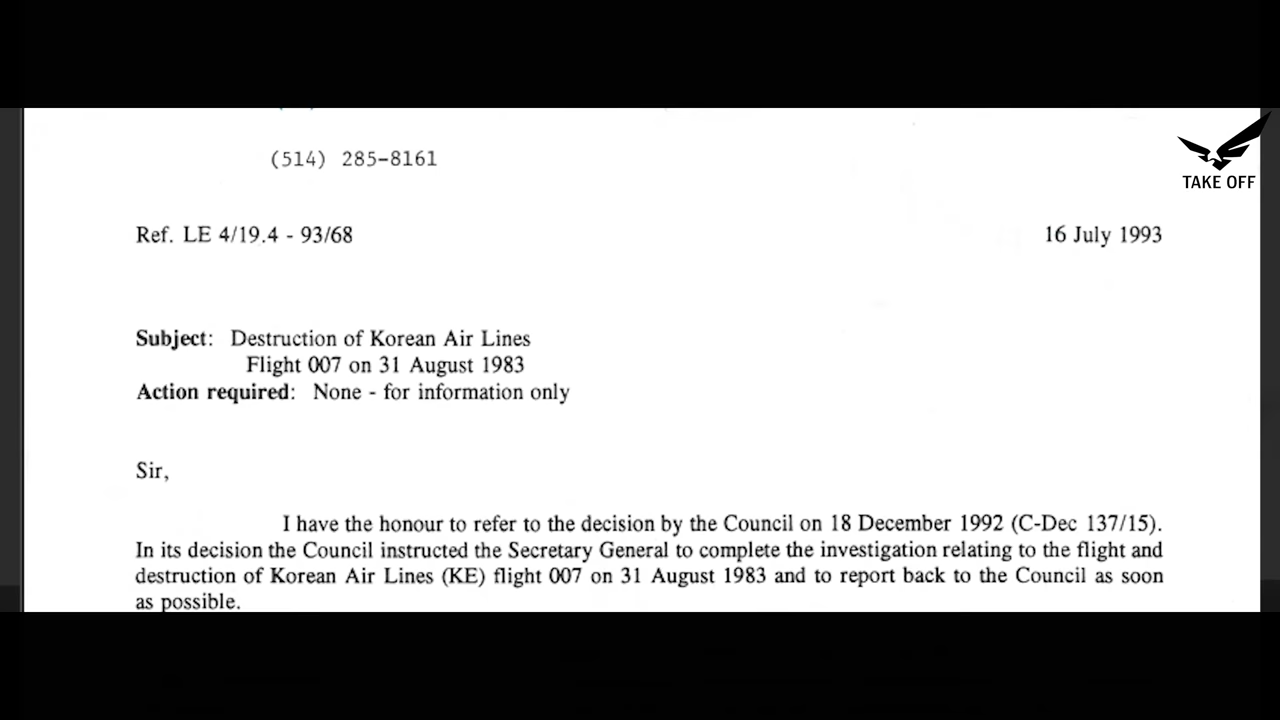 (514) 285-8161
TAKE OFF
Ref. LE 4/19.4 - 93/68 16 July 1993
Subject: Destruction of Korean Air Lines
Flight 007 on 31 August 1983
Action required: None - for information only
Sir,
I have the honour to refer to the decision by the Council on 18 December 1992 (C-Dec 137/15).
In its decision the Council instructed the Secretary General to complete the investigation relating to the flight and
destruction of Korean Air Lines (KE) flight 007 on 31 August 1983 and to report back to the Council as soon
as possible.